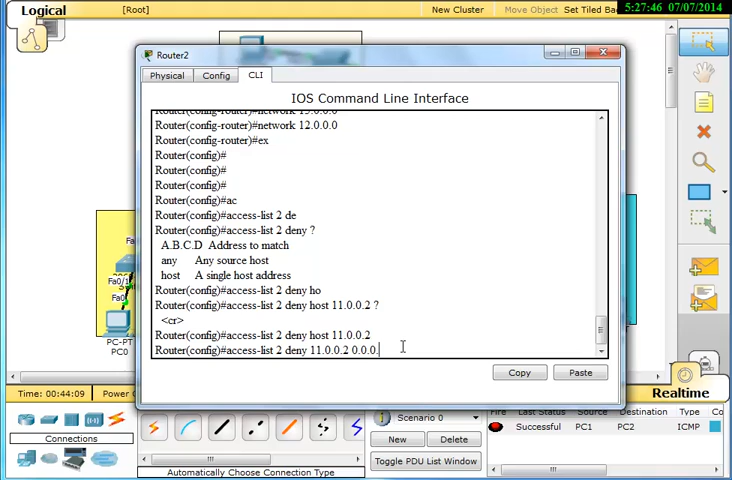 5:27:46 07/07/2014
Logical
[Root]
New Cluster
Move Object
Set Tiled Ba
Router2
Physical
Config
CLI
IOS Command Line Interface
Router(config-router)#network 12.0.0.0
Router(config-router)#ex
Router(config)#
Router(config)#
Router(config)#
Router(config)#ac
Router(config)#access-list 2 de
Router(config)#access-list 2 deny ?
A.B.C.D Address to match
any Any source host
host A single host address
Router(config)#access-list 2 deny ho
Router(config)#access-list 2 deny host 11.0.0.2 ?
<cr>
Router(config)#access-list 2 deny host 11.0.0.2
Router(config)#access-list 2 deny 11.0.0.2 0.0.0.
Copy
Paste
Fa0/1
Fa0
PC-PT
PC0
Time: 00:44:09
Realtime
Connections
Automatically Choose Connection Type
Scenario 0
New
Delete
Toggle PDU List Window
Fire Last Status Source Destination Type Co
Successful PC1 PC2 ICMP